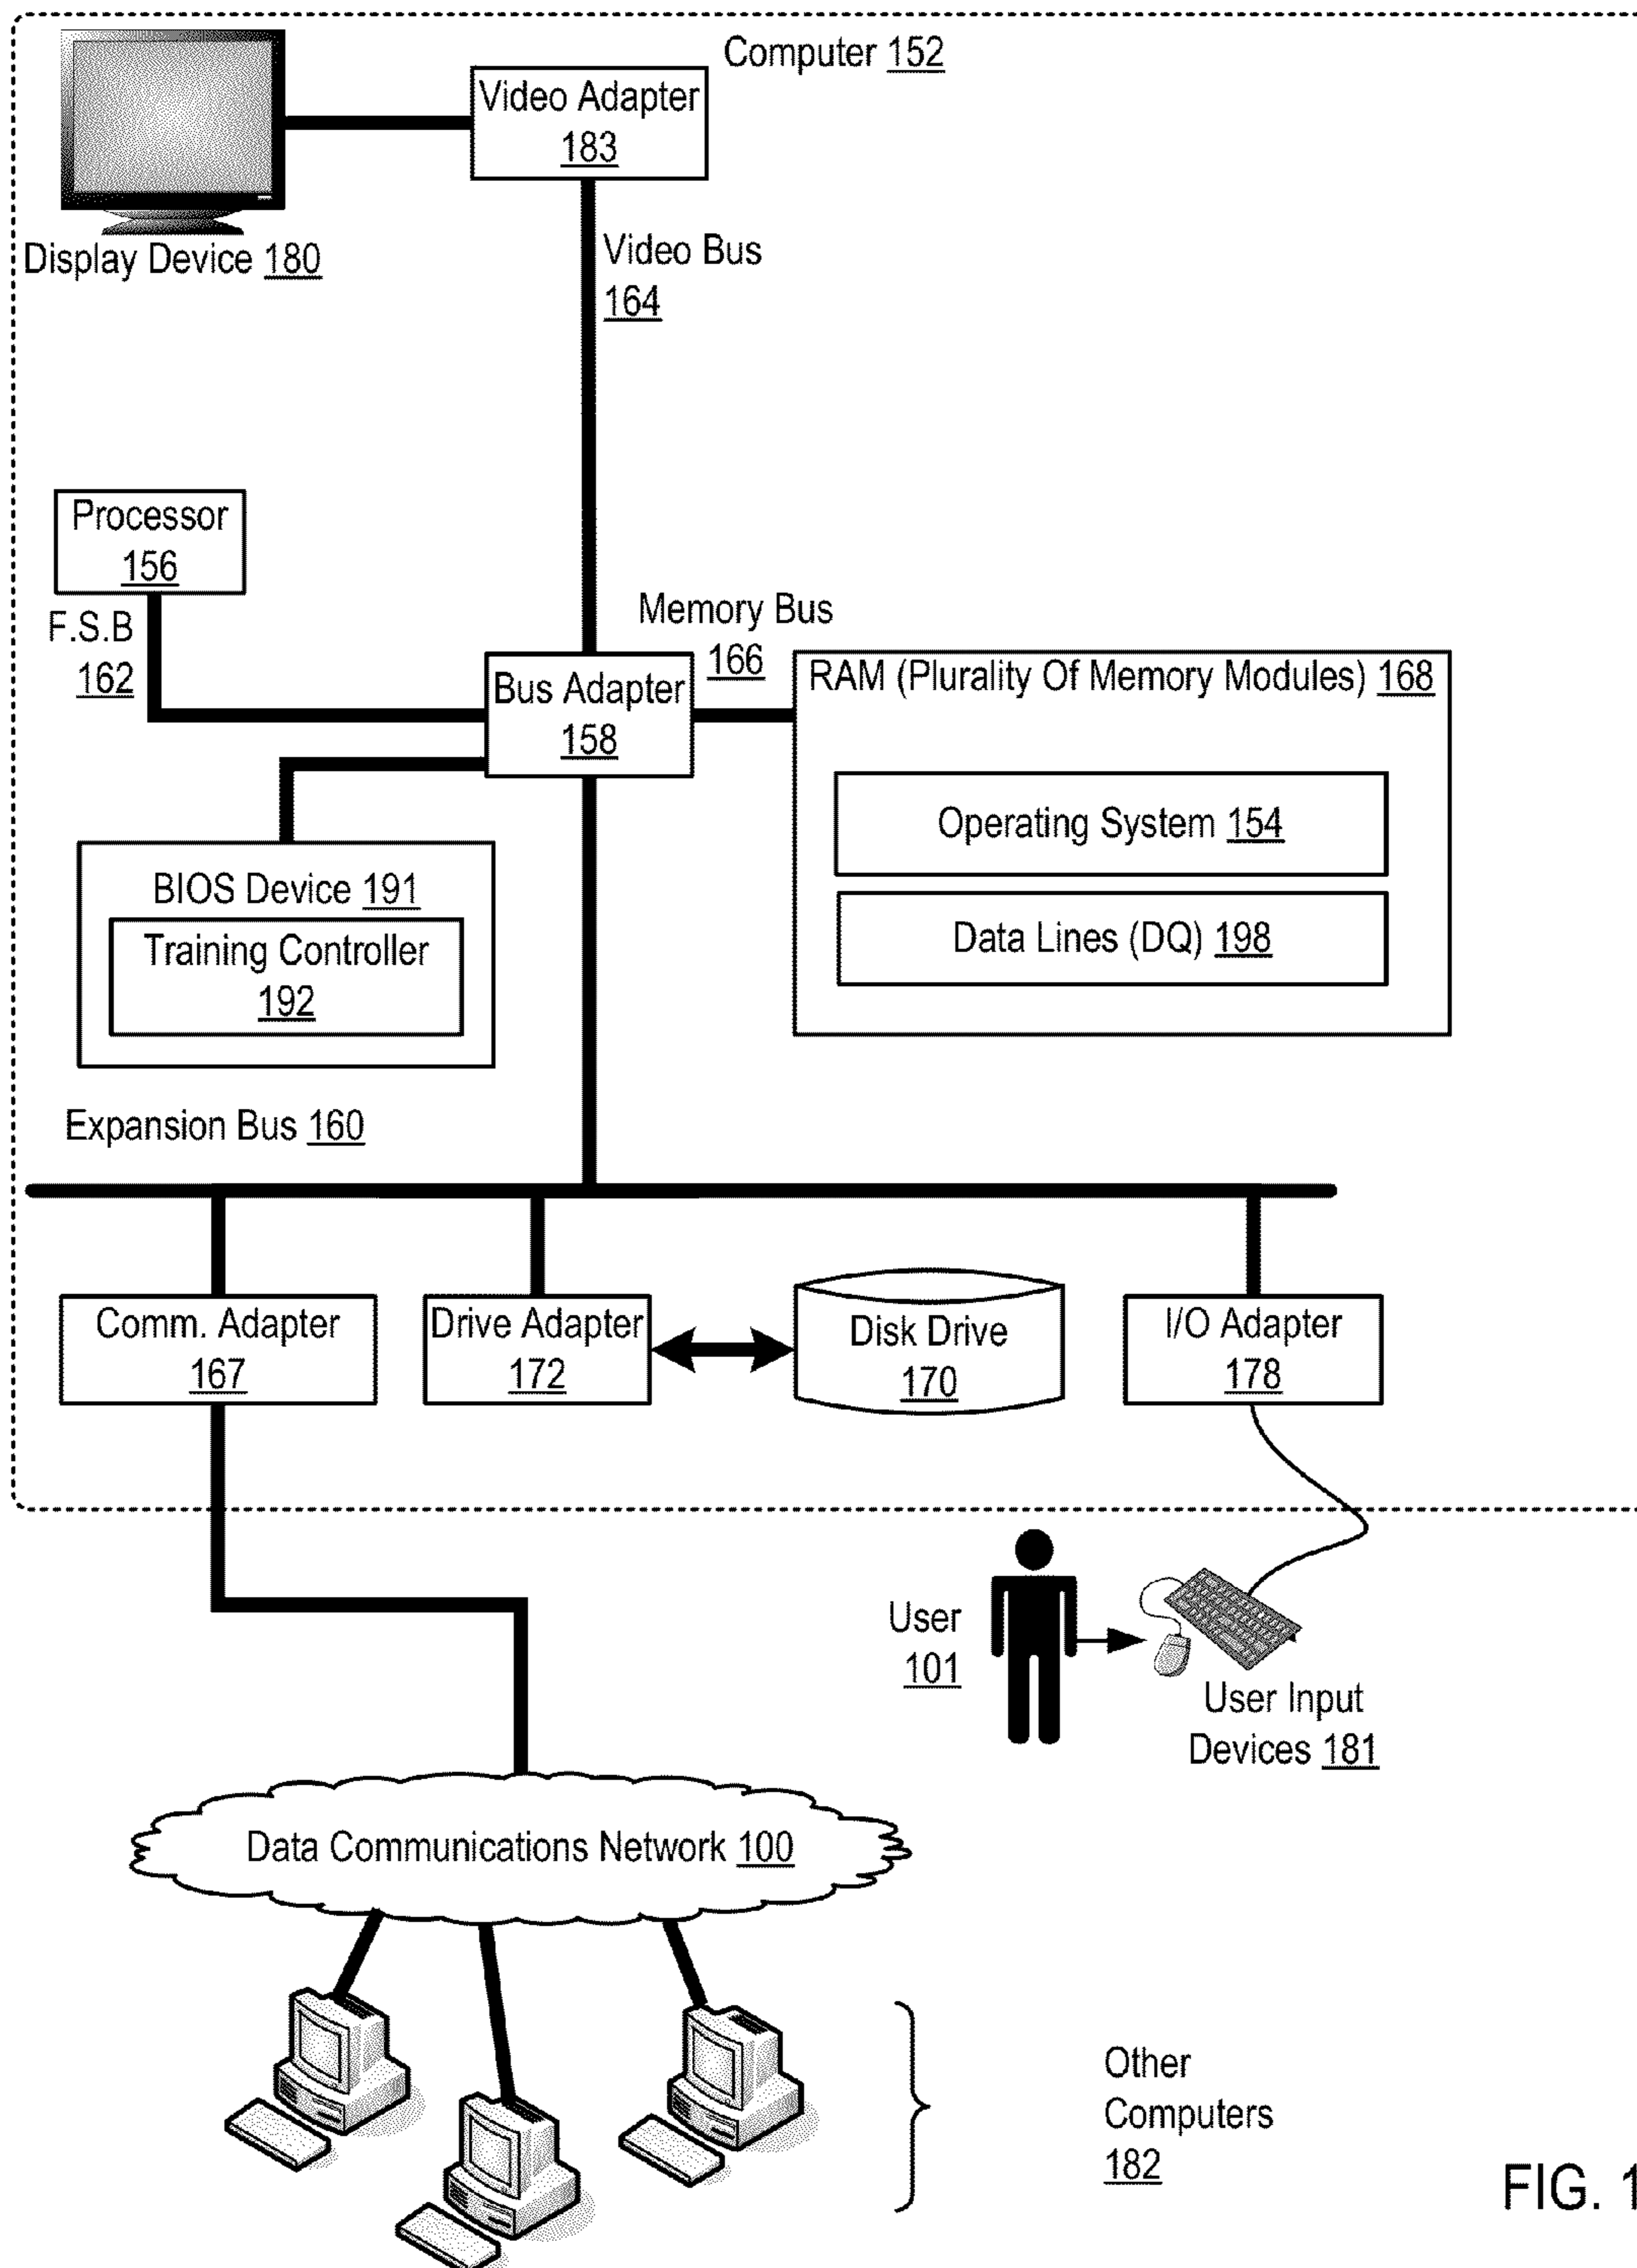 Computer 152
Video Adapter
183
Display Device 180
Video Bus
164
Processor
156
F.S.B
162
Memory Bus
166
Bus Adapter
158
RAM (Plurality Of Memory Modules) 168
Operating System 154
Data Lines (DQ) 198
BIOS Device 191
Training Controller
192
Expansion Bus 160
Comm. Adapter
167
Drive Adapter
172
Disk Drive
170
I/O Adapter
178
User
101
User Input
Devices 181
Data Communications Network 100
Other
Computers
182
FIG. 1